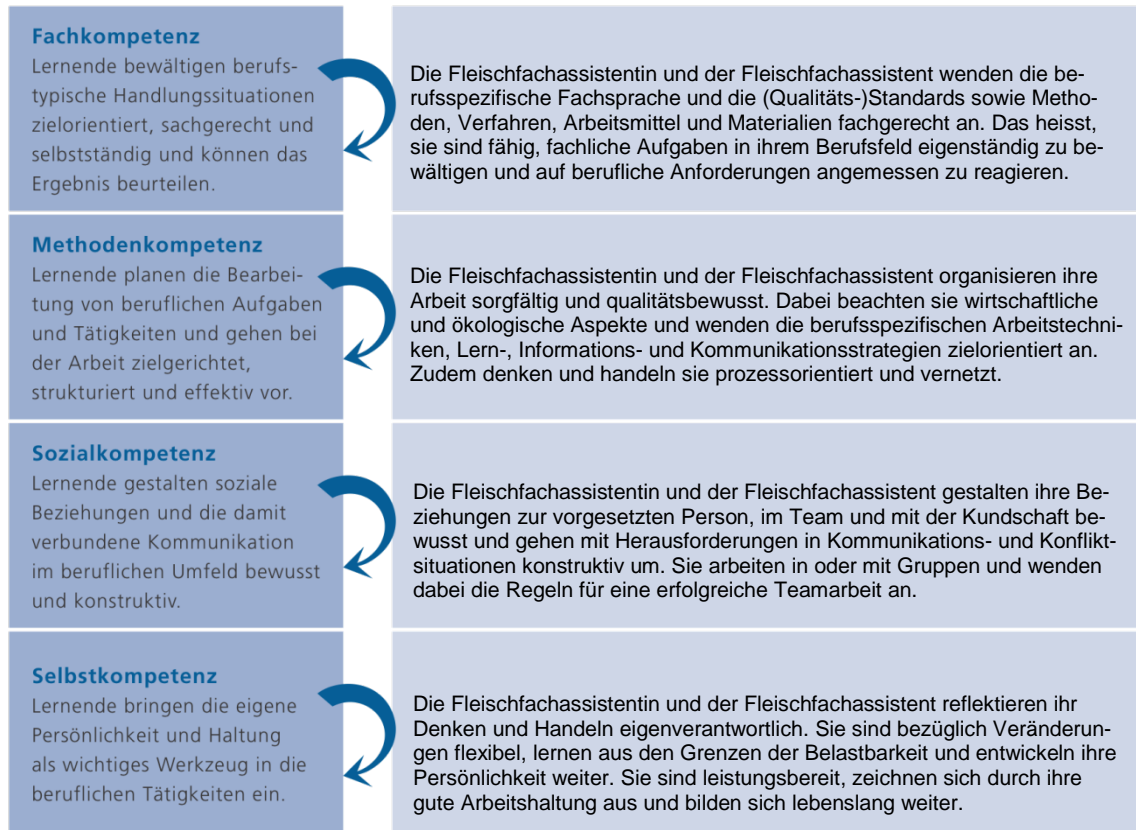 Fachkompetenz
Lernende bewältigen berufs-
typische Handlungssituationen
zielorientiert, sachgerecht und
selbstständig und können das
Ergebnis beurteilen.
Die Fleischfachassistentin und der Fleischfachassistent wenden die be-
rufsspezifische Fachsprache und die (Qualitäts-)Standards sowie Metho-
den, Verfahren, Arbeitsmittel und Materialien fachgerecht an. Das heisst,
sie sind fähig, fachliche Aufgaben in ihrem Berufsfeld eigenständig zu be-
wältigen und auf berufliche Anforderungen angemessen zu reagieren.
Methodenkompetenz
Lernende planen die Bearbei-
tung von beruflichen Aufgaben
und Tätigkeiten und gehen bei
der Arbeit zielgerichtet,
strukturiert und effektiv vor.
Die Fleischfachassistentin und der Fleischfachassistent organisieren ihre
Arbeit sorgfältig und qualitätsbewusst. Dabei beachten sie wirtschaftliche
und ökologische Aspekte und wenden die berufsspezifischen Arbeitstechni-
ken, Lern-, Informations- und Kommunikationsstrategien zielorientiert an.
Zudem denken und handeln sie prozessorientiert und vernetzt.
Sozialkompetenz
Lernende gestalten soziale
Beziehungen und die damit
verbundene Kommunikation
im beruflichen Umfeld bewusst
und konstruktiv.
Die Fleischfachassistentin und der Fleischfachassistent gestalten ihre Be-
ziehungen zur vorgesetzten Person, im Team und mit der Kundschaft be-
wusst und gehen mit Herausforderungen in Kommunikations- und Konflikt-
situationen konstruktiv um. Sie arbeiten in oder mit Gruppen und wenden
dabei die Regeln für eine erfolgreiche Teamarbeit an.
Selbstkompetenz
Lernende bringen die eigene
Persönlichkeit und Haltung
als wichtiges Werkzeug in die
beruflichen Tätigkeiten ein.
Die Fleischfachassistentin und der Fleischfachassistent reflektieren ihr
Denken und Handeln eigenverantwortlich. Sie sind bezüglich Veränderun-
gen flexibel, lernen aus den Grenzen der Belastbarkeit und entwickeln ihre
Persönlichkeit weiter. Sie sind leistungsbereit, zeichnen sich durch ihre
gute Arbeitshaltung aus und bilden sich lebenslang weiter.